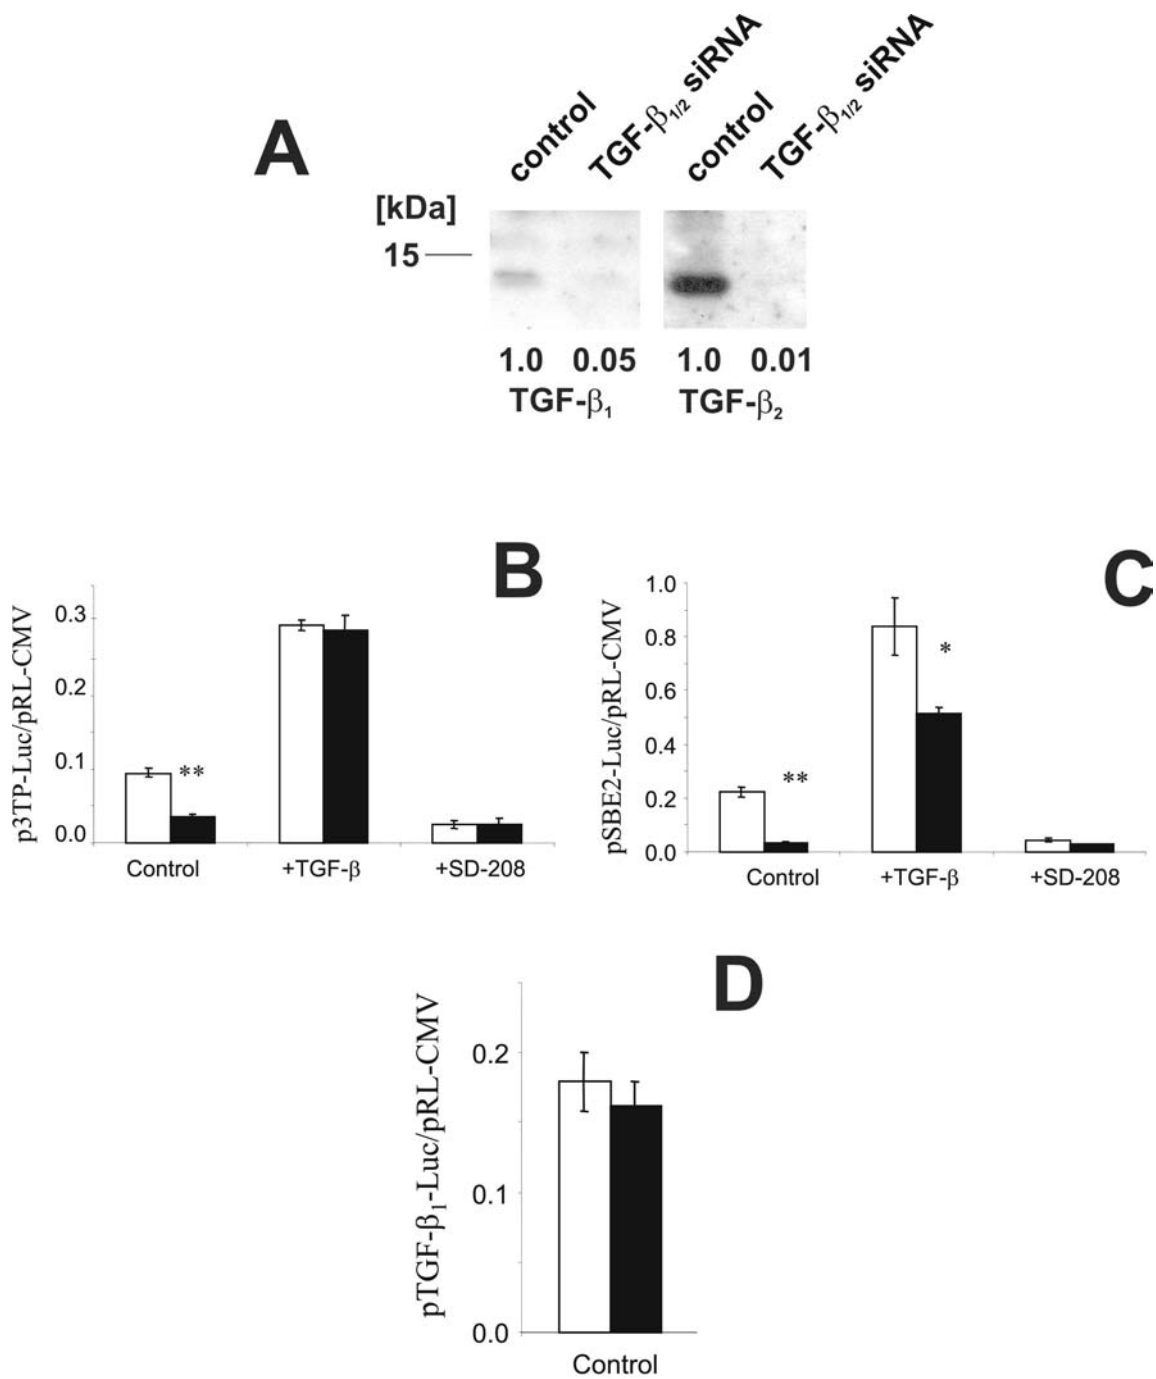 A
control
TGF-β1/2 siRNA
control
TGF-β1/2 siRNA
[kDa]
15
1.0 0.05 1.0 0.01
TGF-β1 TGF-β2
B
p3TP-Luc/pRL-CMV
0.3
0.2
0.1
0.0
**
Control +TGF-β +SD-208
C
pSBE2-Luc/pRL-CMV
1.0
0.8
0.6
0.4
0.2
0.0
**
*
Control +TGF-β +SD-208
D
pTGF-β1-Luc/pRL-CMV
0.2
0.1
0.0
Control